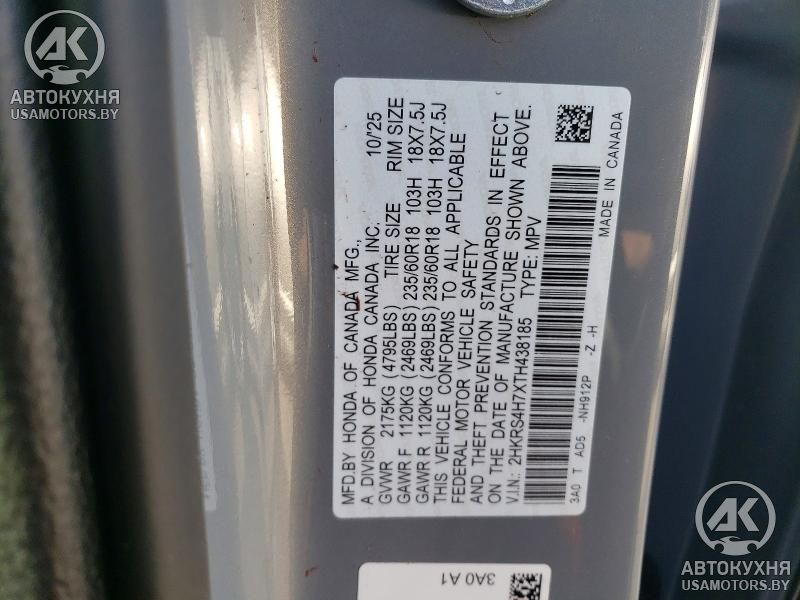 АК
АВТОКУХНЯ
USAMOTORS.BY
MFD.BY HONDA OF CANADA MFG.,
A DIVISION OF HONDA CANADA INC. 10/25
GVWR 2175KG (4795LBS) TIRE SIZE RIM SIZE
GAWR F 1120KG (2469LBS) 235/60R18 103H 18X7.5J
GAWR R 1120KG (2469LBS) 235/60R18 103H 18X7.5J
THIS VEHICLE CONFORMS TO ALL APPLICABLE
FEDERAL MOTOR VEHICLE SAFETY
AND THEFT PREVENTION STANDARDS IN EFFECT
ON THE DATE OF MANUFACTURE SHOWN ABOVE.
V.I.N.: 2HKRS4H7XTH438185 TYPE: MPV
3A0 T AD5 -NH912P -Z -H
MADE IN CANADA
3A0 A1
АК
АВТОКУХНЯ
USAMOTORS.BY